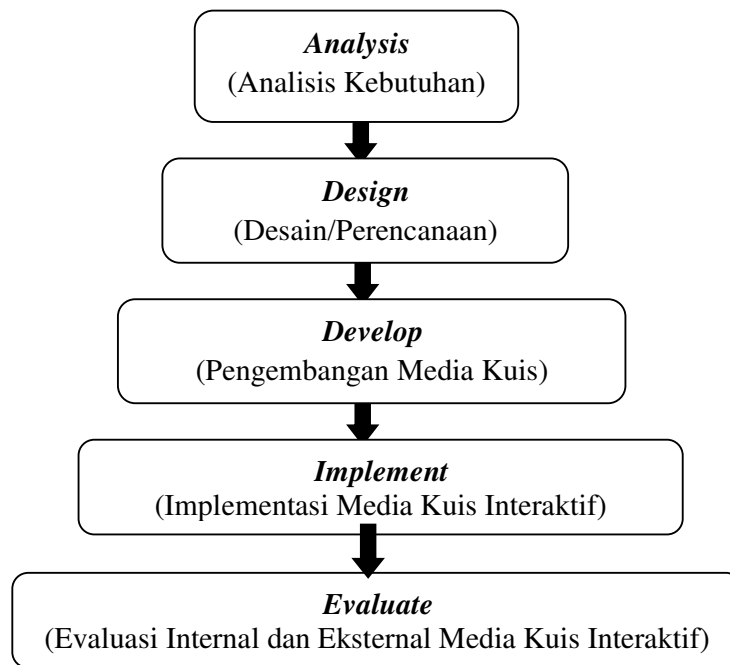 Analysis
(Analisis Kebutuhan)
Design
(Desain/Perencanaan)
Develop
(Pengembangan Media Kuis)
Implement
(Implementasi Media Kuis Interaktif)
Evaluate
(Evaluasi Internal dan Eksternal Media Kuis Interaktif)